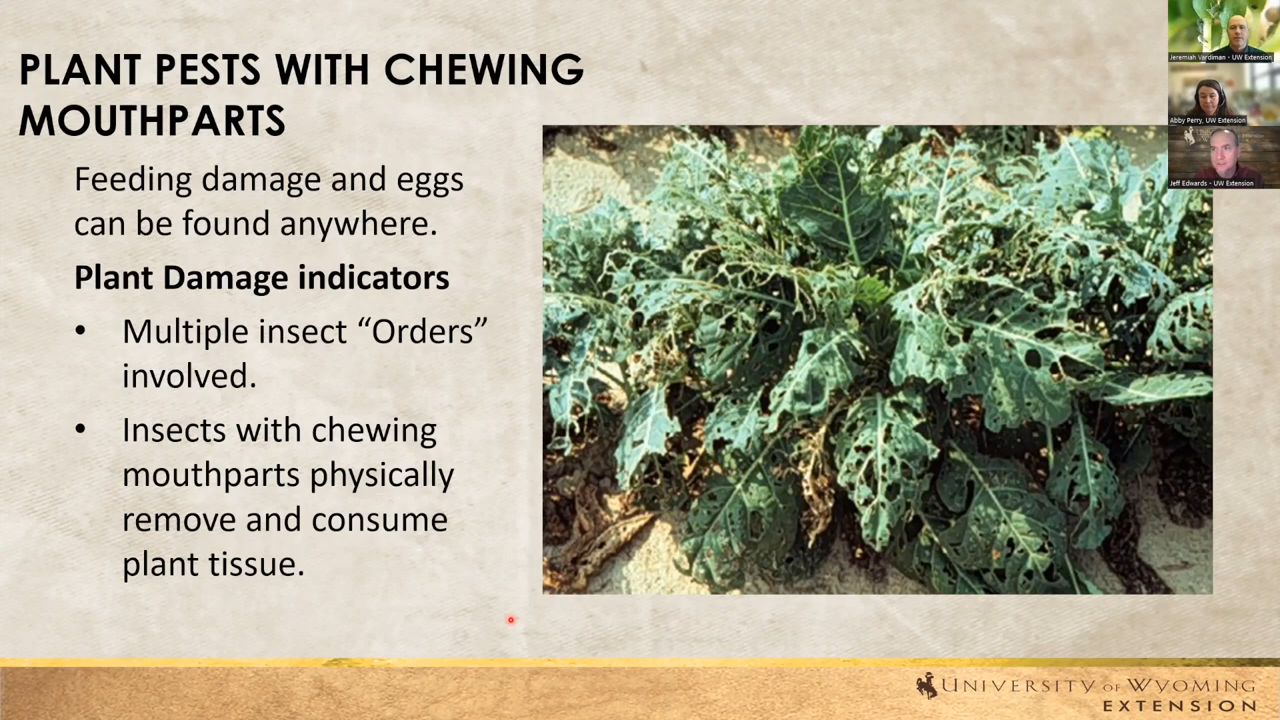 PLANT PESTS WITH CHEWING
MOUTHPARTS
Feeding damage and eggs
can be found anywhere.
Plant Damage indicators
• Multiple insect “Orders”
involved.
• Insects with chewing
mouthparts physically
remove and consume
plant tissue.
Jeremiah Vardiman - UW Extension
Abby Perry, UW Extension
Jeff Edwards - UW Extension
UNIVERSITY OF WYOMING
EXTENSION